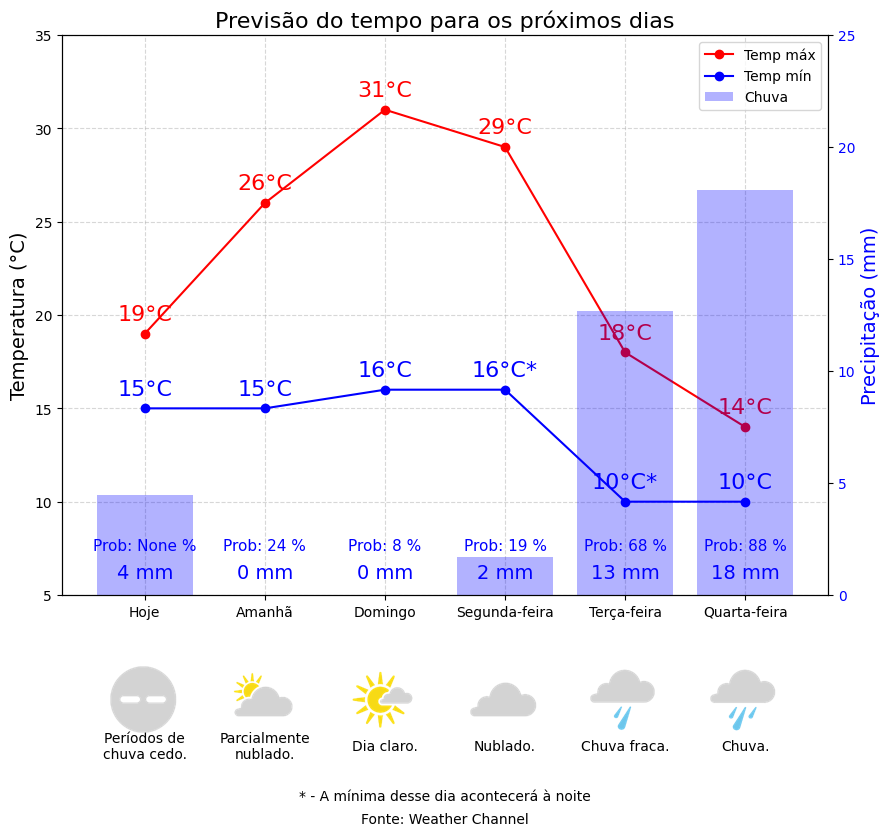 Previsão do tempo para os próximos dias
35
30
25
20
15
10
5
Temperatura (°C)
25
20
15
10
5
0
Precipitação (mm)
Temp máx
Temp mín
Chuva
19°C
26°C
31°C
29°C
18°C
14°C
15°C
15°C
16°C
16°C*
10°C*
10°C
Prob: None %
Prob: 24 %
Prob: 8 %
Prob: 19 %
Prob: 68 %
Prob: 88 %
4 mm
0 mm
0 mm
2 mm
13 mm
18 mm
Hoje
Amanhã
Domingo
Segunda-feira
Terça-feira
Quarta-feira
Períodos de
chuva cedo.
Parcialmente
nublado.
Dia claro.
Nublado.
Chuva fraca.
Chuva.
* - A mínima desse dia acontecerá à noite
Fonte: Weather Channel